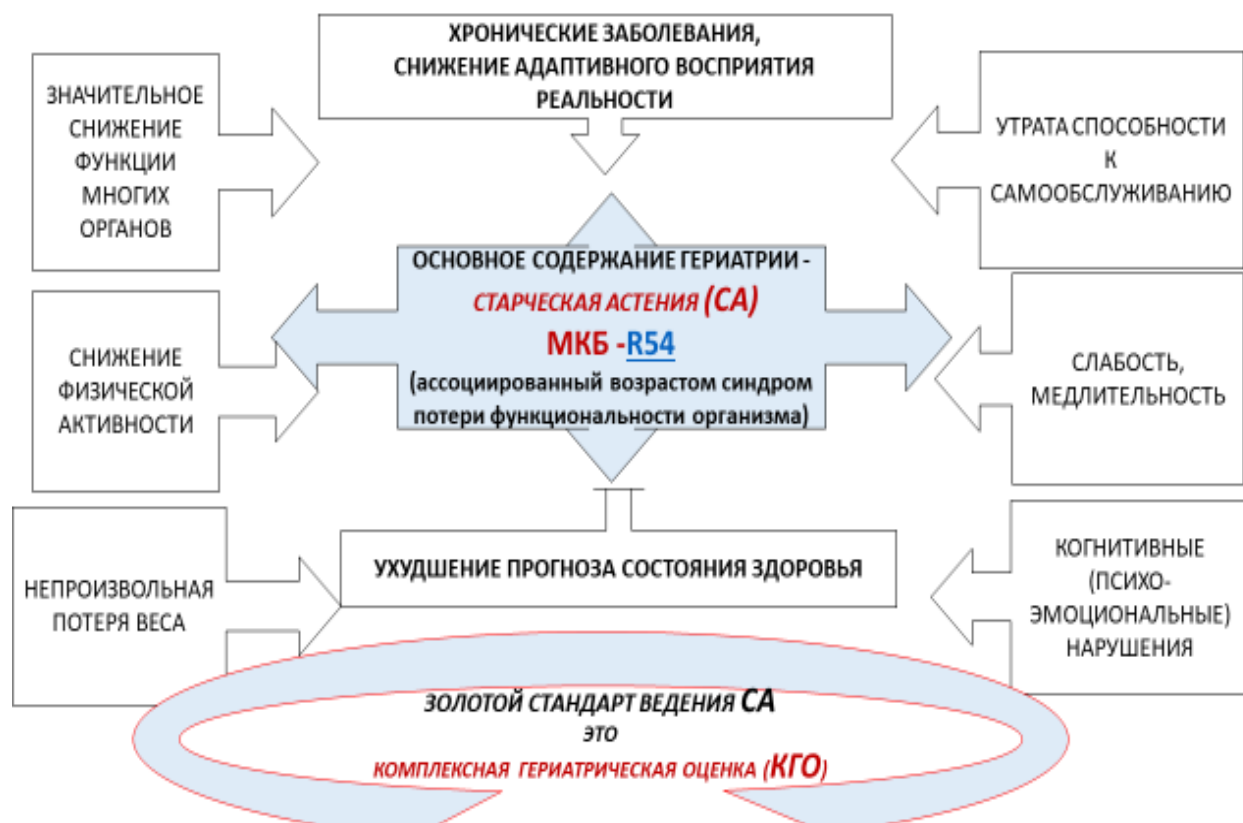 ХРОНИЧЕСКИЕ ЗАБОЛЕВАНИЯ,
СНИЖЕНИЕ АДАПТИВНОГО ВОСПРИЯТИЯ
РЕАЛЬНОСТИ
ЗНАЧИТЕЛЬНОЕ
СНИЖЕНИЕ
ФУНКЦИИ
МНОГИХ
ОРГАНОВ
УТРАТА СПОСОБНОСТИ
К
САМООБСЛУЖИВАНИЮ
ОСНОВНОЕ СОДЕРЖАНИЕ ГЕРИАТРИИ -
СТАРЧЕСКАЯ АСТЕНИЯ (СА)
МКБ -R54
(ассоциированный возрастом синдром
потери функциональности организма)
СНИЖЕНИЕ
ФИЗИЧЕСКОЙ
АКТИВНОСТИ
СЛАБОСТЬ,
МЕДЛИТЕЛЬНОСТЬ
УХУДШЕНИЕ ПРОГНОЗА СОСТОЯНИЯ ЗДОРОВЬЯ
НЕПРОИЗВОЛЬНАЯ
ПОТЕРЯ ВЕСА
КОГНИТИВНЫЕ
(ПСИХО-
ЭМОЦИОНАЛЬНЫЕ)
НАРУШЕНИЯ
ЗОЛОТОЙ СТАНДАРТ ВЕДЕНИЯ СА
ЭТО
КОМПЛЕКСНАЯ ГЕРИАТРИЧЕСКАЯ ОЦЕНКА (КГО)